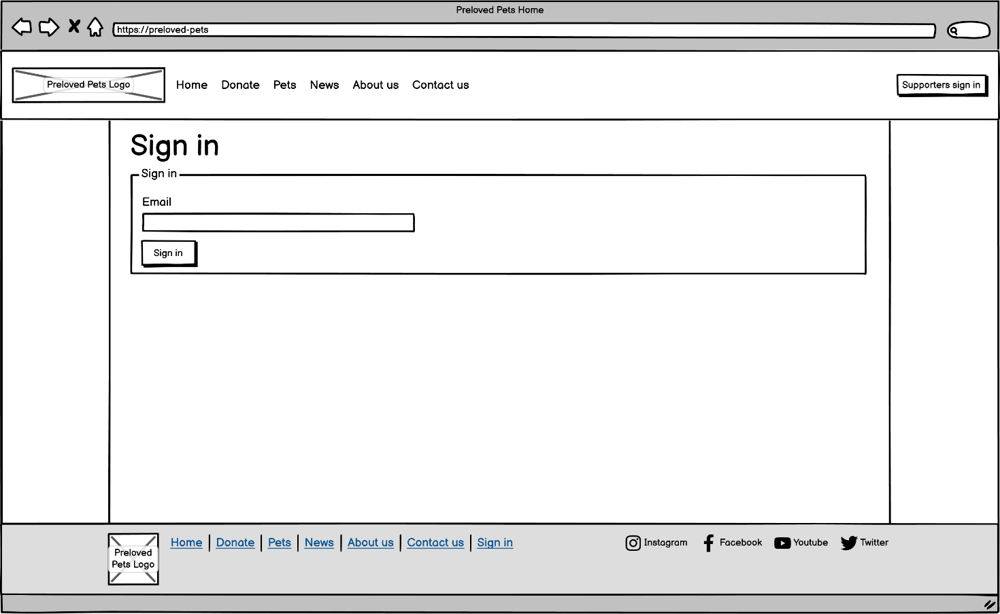 Preloved Pets Home
https://preloved-pets
Preloved Pets Logo
Home Donate Pets News About us Contact us
Supporters sign in
Sign in
Sign in
Email
Sign in
Preloved
Pets Logo
Home | Donate | Pets | News | About us | Contact us | Sign in
Instagram Facebook Youtube Twitter